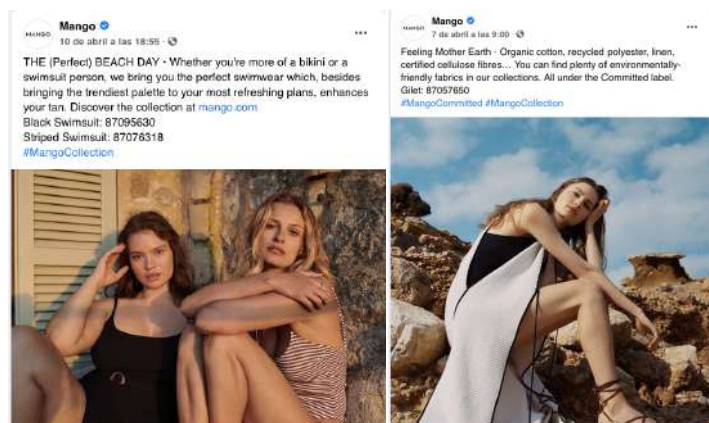 MANGO
Mango
10 de abril a las 18:55 ·
THE (Perfect) BEACH DAY · Whether you're more of a bikini or a
swimsuit person, we bring you the perfect swimwear which, besides
bringing the trendiest palette to your most refreshing plans, enhances
your tan. Discover the collection at mango.com
Black Swimsuit: 87095630
Striped Swimsuit: 87076318
#MangoCollection
MANGO
Mango
7 de abril a las 9:00 ·
Feeling Mother Earth · Organic cotton, recycled polyester, linen,
certified cellulose fibres... You can find plenty of environmentally-
friendly fabrics in our collections. All under the Committed label.
Gilet: 87057650
#MangoCommitted #MangoCollection